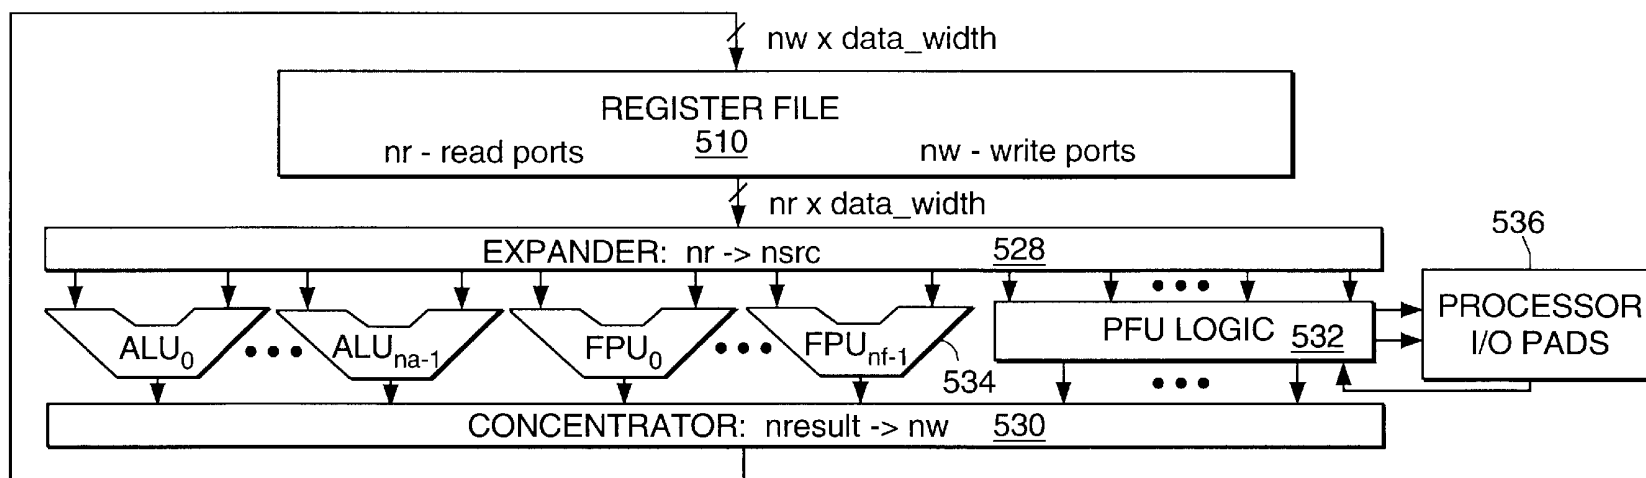 nw x data_width
REGISTER FILE
510
nr - read ports nw - write ports
nr x data_width
EXPANDER: nr -> nsrc 528
536
ALU0 ALUna-1 FPU0 FPUnf-1
534
PFU LOGIC 532
PROCESSOR
I/O PADS
CONCENTRATOR: nresult -> nw 530